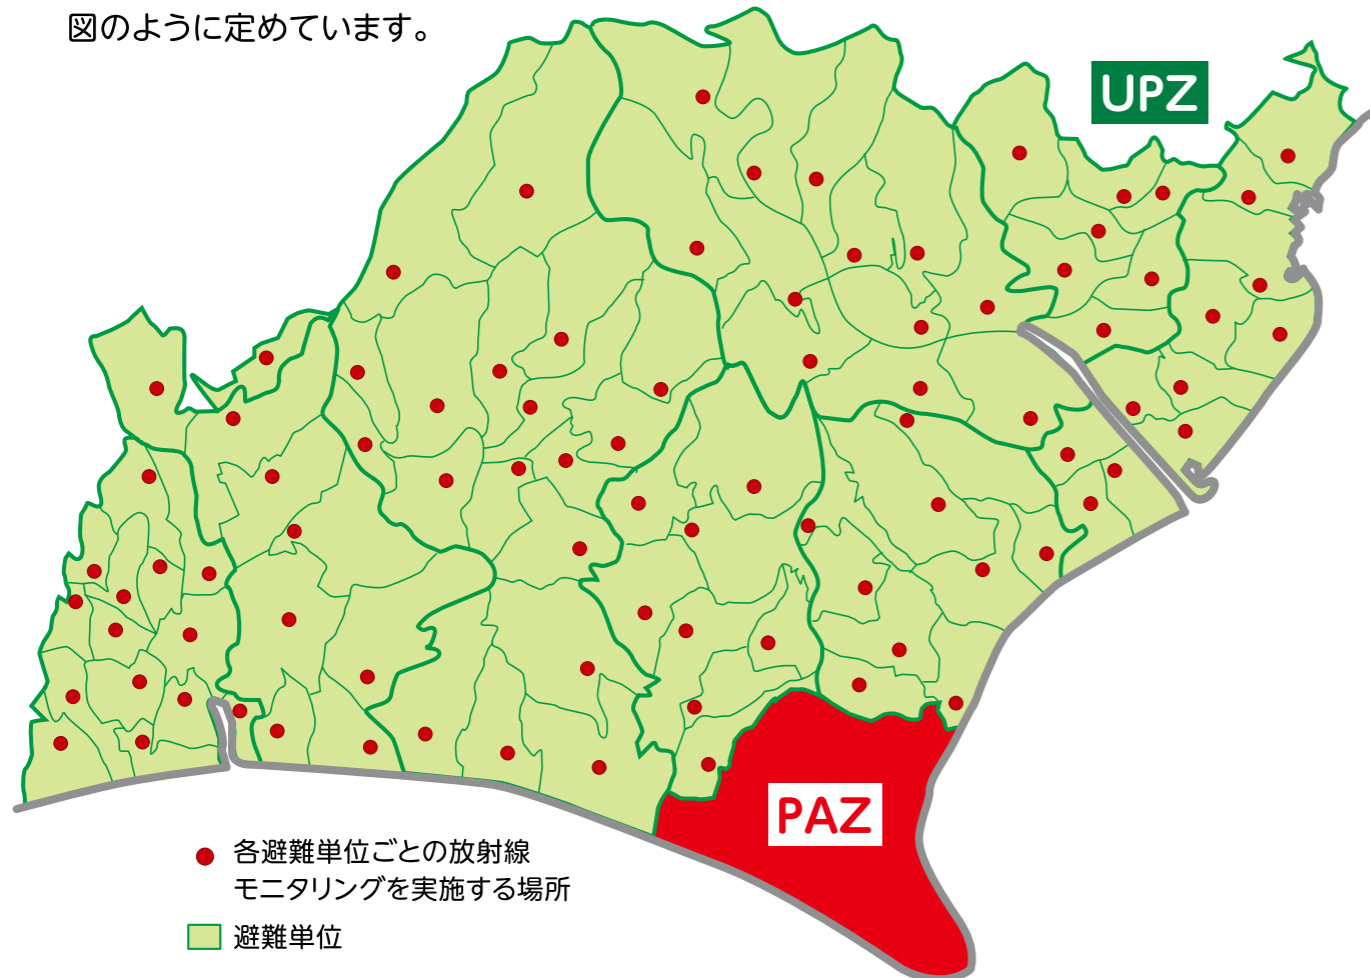 図のように定めています。
UPZ
PAZ
各避難単位ごとの放射線
モニタリングを実施する場所
避難単位